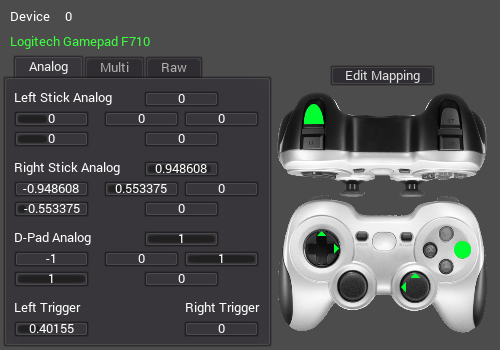 Device 0
Logitech Gamepad F710
Analog Multi Raw
Edit Mapping
Left Stick Analog
0
0 0 0
0 0
Right Stick Analog
0.948608
-0.948608 0.553375 0
-0.553375 0
D-Pad Analog
1
-1 0 1
1 0
Left Trigger Right Trigger
0.40155 0